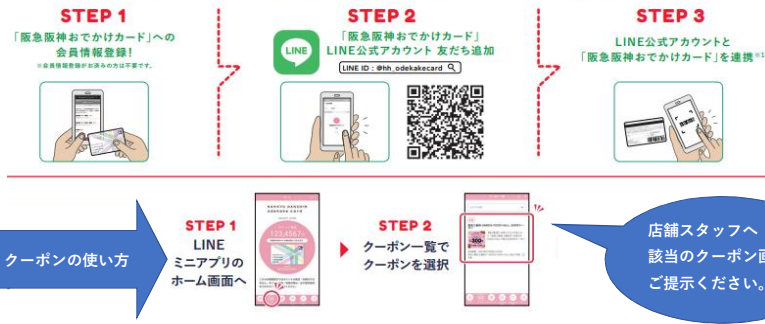 STEP 1
「阪急阪神おでかけカード」への
会員情報登録!
※会員情報登録がお済みの方は不要です。
STEP 2
LINE
「阪急阪神おでかけカード」
LINE公式アカウント 友だち追加
LINE ID : @hh_odekakecard
STEP 3
LINE公式アカウントと
「阪急阪神おでかけカード」を連携※1
クーポンの使い方
STEP 1
LINE
ミニアプリの
ホーム画面へ
123,4567
STEP 2
クーポン一覧で
クーポンを選択
300
店舗スタッフへ
該当のクーポン画
ご提示ください。